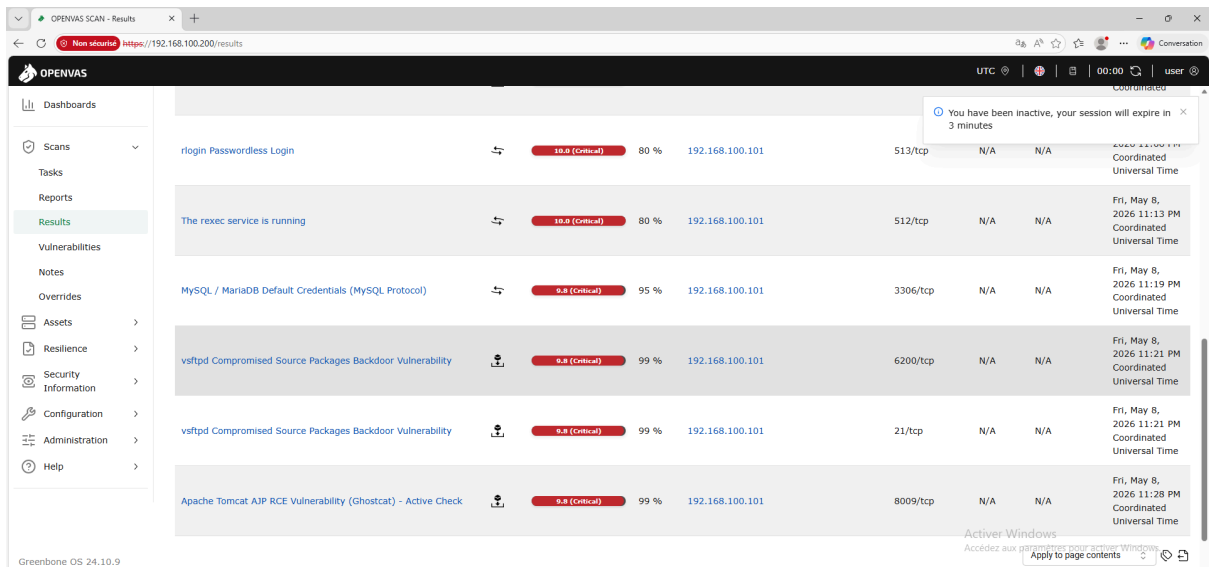 OPENVAS SCAN - Results
Non sécurisé https://192.168.100.200/results
Conversation
OPENVAS
UTC
00:00
user
Dashboards
Scans
Tasks
Reports
Results
Vulnerabilities
Notes
Overrides
Assets
Resilience
Security
Information
Configuration
Administration
Help
Greenbone OS 24.10.9
Coordinated
You have been inactive, your session will expire in
3 minutes
rlogin Passwordless Login 10.0 (Critical) 80 % 192.168.100.101 513/tcp N/A N/A
Coordinated
Universal Time
The rexec service is running 10.0 (Critical) 80 % 192.168.100.101 512/tcp N/A N/A
Fri, May 8,
2026 11:13 PM
Coordinated
Universal Time
MySQL / MariaDB Default Credentials (MySQL Protocol) 9.8 (Critical) 95 % 192.168.100.101 3306/tcp N/A N/A
Fri, May 8,
2026 11:19 PM
Coordinated
Universal Time
vsftpd Compromised Source Packages Backdoor Vulnerability 9.8 (Critical) 99 % 192.168.100.101 6200/tcp N/A N/A
Fri, May 8,
2026 11:21 PM
Coordinated
Universal Time
vsftpd Compromised Source Packages Backdoor Vulnerability 9.8 (Critical) 99 % 192.168.100.101 21/tcp N/A N/A
Fri, May 8,
2026 11:21 PM
Coordinated
Universal Time
Apache Tomcat AJP RCE Vulnerability (Ghostcat) - Active Check 9.8 (Critical) 99 % 192.168.100.101 8009/tcp N/A N/A
Fri, May 8,
2026 11:28 PM
Coordinated
Universal Time
Activer Windows
Accédez aux paramètres pour activer Windows.
Apply to page contents